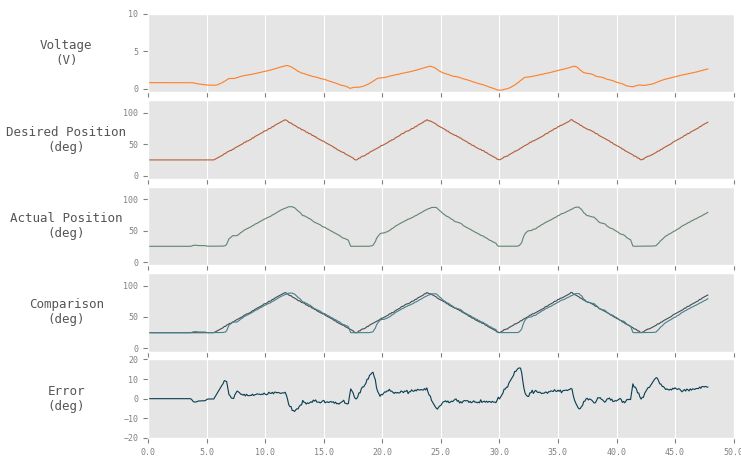 Voltage
(V)
10
5
0
Desired Position
(deg)
100
50
0
Actual Position
(deg)
100
50
0
Comparison
(deg)
100
50
0
Error
(deg)
20
10
0
−10
−20
0.0 5.0 10.0 15.0 20.0 25.0 30.0 35.0 40.0 45.0 50.0